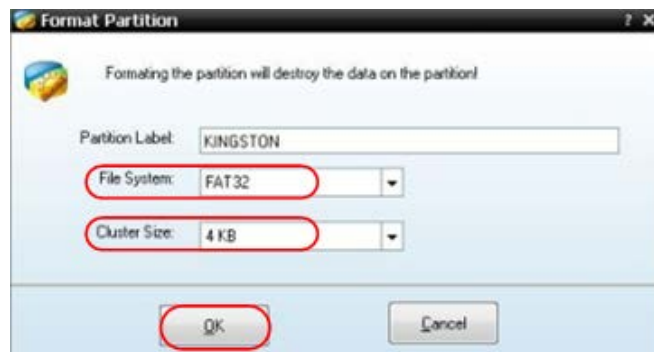 Format Partition ? X
Formating the partition will destroy the data on the partition!
Partition Label: KINGSTON
File System: FAT32
Cluster Size: 4 KB
OK Cancel